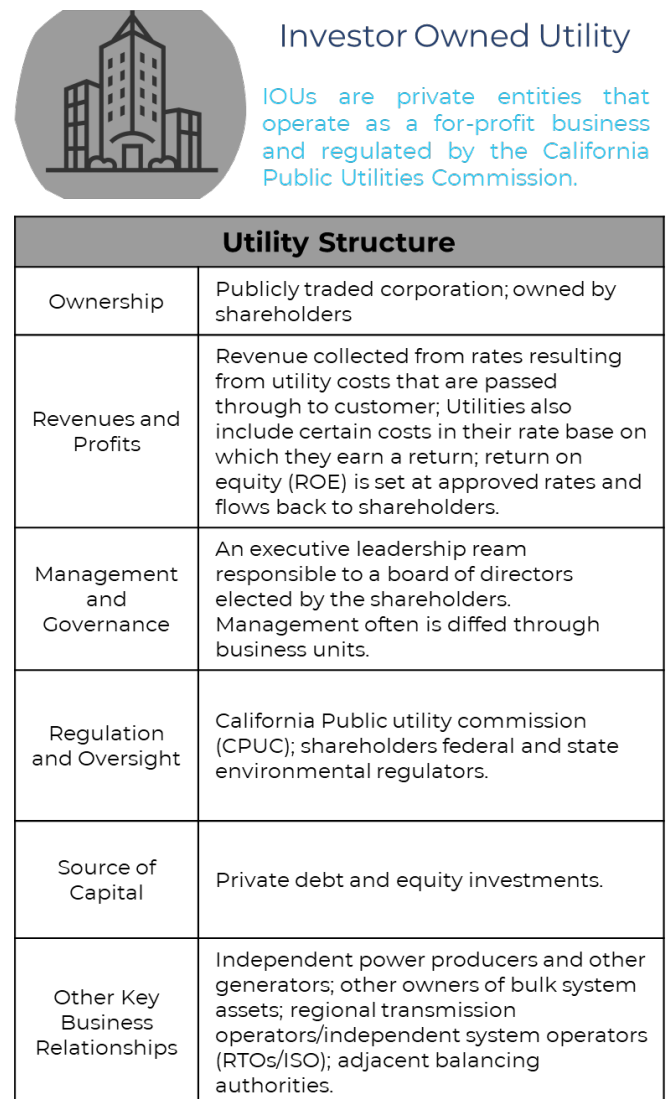 Investor Owned Utility
IOUs are private entities that
operate as a for-profit business
and regulated by the California
Public Utilities Commission.
Utility Structure
Ownership
Publicly traded corporation; owned by
shareholders
Revenues and
Profits
Revenue collected from rates resulting
from utility costs that are passed
through to customer; Utilities also
include certain costs in their rate base on
which they earn a return; return on
equity (ROE) is set at approved rates and
flows back to shareholders.
Management
and
Governance
An executive leadership ream
responsible to a board of directors
elected by the shareholders.
Management often is diffed through
business units.
Regulation
and Oversight
California Public utility commission
(CPUC); shareholders federal and state
environmental regulators.
Source of
Capital
Private debt and equity investments.
Other Key
Business
Relationships
Independent power producers and other
generators; other owners of bulk system
assets; regional transmission
operators/independent system operators
(RTOs/ISO); adjacent balancing
authorities.